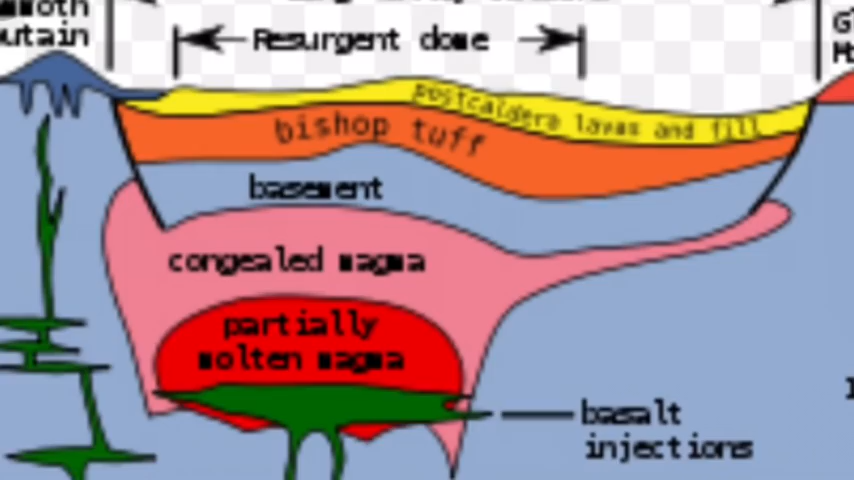 Resurgent dome
postcaldera lavas and fill
bishop tuff
basement
congealed magma
partially
molten magma
basalt
injections